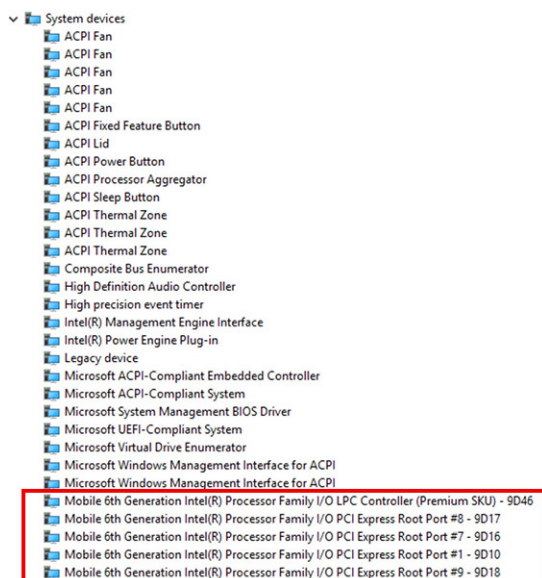 System devices
ACPI Fan
ACPI Fan
ACPI Fan
ACPI Fan
ACPI Fan
ACPI Fixed Feature Button
ACPI Lid
ACPI Power Button
ACPI Processor Aggregator
ACPI Sleep Button
ACPI Thermal Zone
ACPI Thermal Zone
ACPI Thermal Zone
Composite Bus Enumerator
High Definition Audio Controller
High precision event timer
Intel(R) Management Engine Interface
Intel(R) Power Engine Plug-in
Legacy device
Microsoft ACPI-Compliant Embedded Controller
Microsoft ACPI-Compliant System
Microsoft System Management BIOS Driver
Microsoft UEFI-Compliant System
Microsoft Virtual Drive Enumerator
Microsoft Windows Management Interface for ACPI
Microsoft Windows Management Interface for ACPI
Mobile 6th Generation Intel(R) Processor Family I/O LPC Controller (Premium SKU) - 9D46
Mobile 6th Generation Intel(R) Processor Family I/O PCI Express Root Port #8 - 9D17
Mobile 6th Generation Intel(R) Processor Family I/O PCI Express Root Port #7 - 9D16
Mobile 6th Generation Intel(R) Processor Family I/O PCI Express Root Port #1 - 9D10
Mobile 6th Generation Intel(R) Processor Family I/O PCI Express Root Port #9 - 9D18